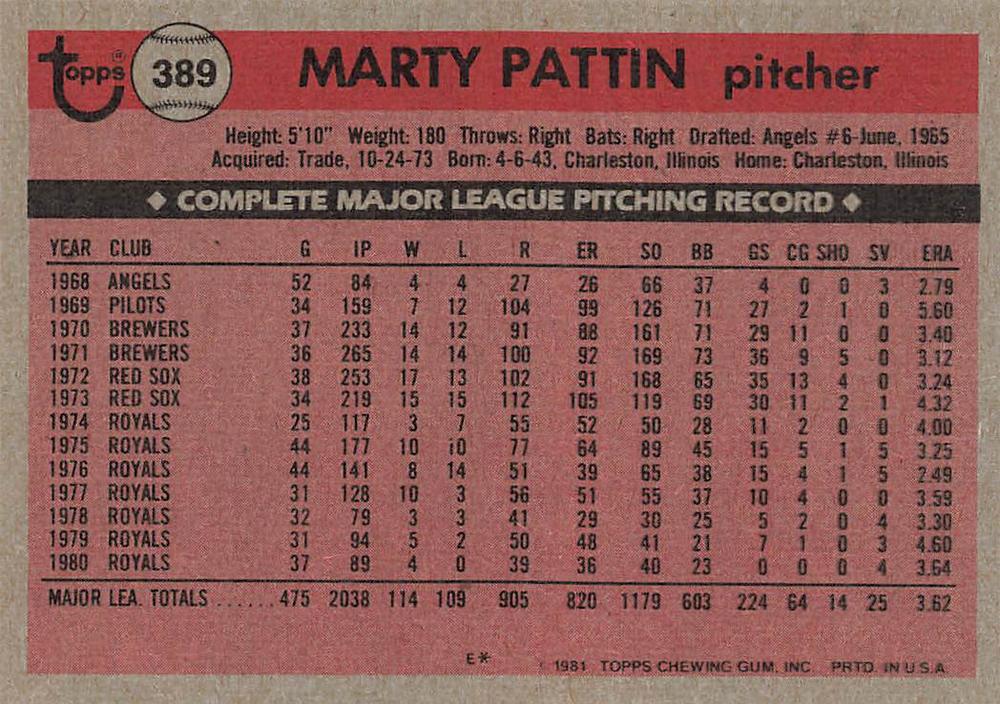 Topps ® 389 MARTY PATTIN pitcher
Height: 5'10" Weight: 180 Throws: Right Bats: Right Drafted: Angels #6-June, 1965
Acquired: Trade, 10-24-73 Born: 4-6-43, Charleston, Illinois Home: Charleston, Illinois
◆ COMPLETE MAJOR LEAGUE PITCHING RECORD ◆
YEAR CLUB G IP W L R ER SO BB GS CG SHO SV ERA
1968 ANGELS 52 84 4 4 27 26 66 37 4 0 0 3 2.79
1969 PILOTS 34 159 7 12 104 99 126 71 27 2 1 0 5.60
1970 BREWERS 37 233 14 12 91 88 161 71 29 11 0 0 3.40
1971 BREWERS 36 265 14 14 100 92 169 73 36 9 5 0 3.12
1972 RED SOX 38 253 17 13 102 91 168 65 35 13 4 0 3.24
1973 RED SOX 34 219 15 15 112 105 119 69 30 11 2 1 4.32
1974 ROYALS 25 117 3 7 55 52 50 28 11 2 0 0 4.00
1975 ROYALS 44 177 10 10 77 64 89 45 15 5 1 5 3.25
1976 ROYALS 44 141 8 14 51 39 65 38 15 4 1 5 2.49
1977 ROYALS 31 128 10 3 56 51 55 37 10 4 0 0 3.59
1978 ROYALS 32 79 3 3 41 29 30 25 5 2 0 4 3.30
1979 ROYALS 31 94 5 2 50 48 41 21 7 1 0 3 4.60
1980 ROYALS 37 89 4 0 39 36 40 23 0 0 0 4 3.64
MAJOR LEA. TOTALS ...... 475 2038 114 109 905 820 1179 603 224 64 14 25 3.62
E* 1981 TOPPS CHEWING GUM, INC. PRTD. IN U.S.A.